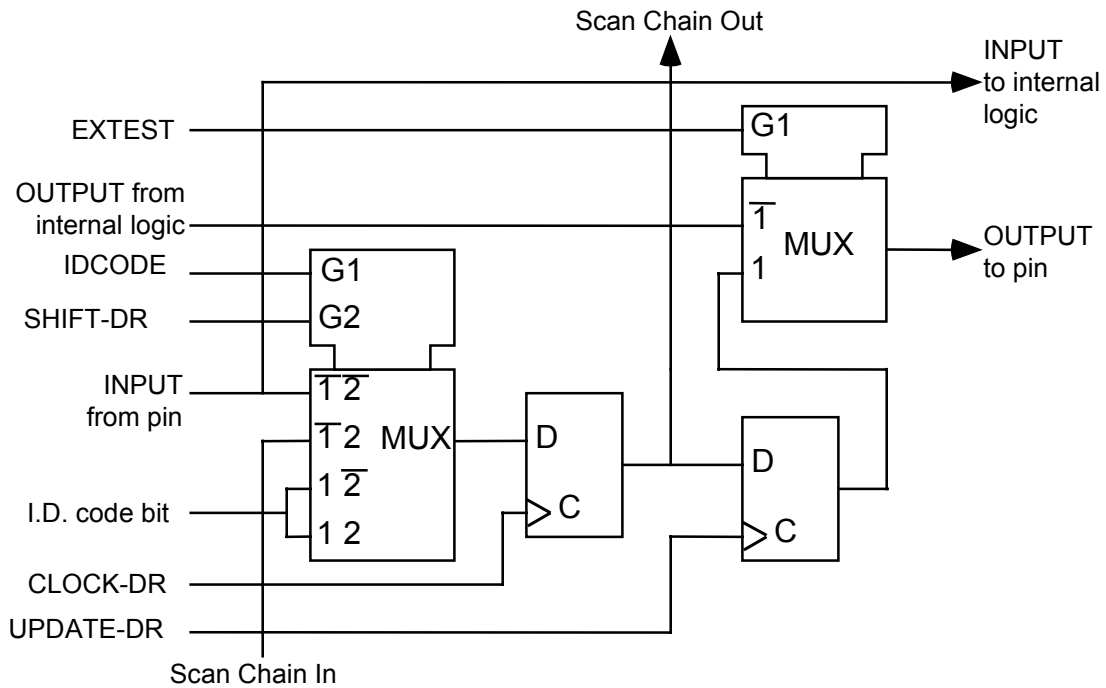 Scan Chain Out
INPUT
to internal
logic
EXTEST
G1
OUTPUT from
internal logic
1̅
MUX
1
OUTPUT
to pin
IDCODE
G1
SHIFT-DR
G2
INPUT
from pin
1̅ 2̅
1̅ 2
MUX
1 2̅
1 2
I.D. code bit
D
C
D
C
CLOCK-DR
UPDATE-DR
Scan Chain In